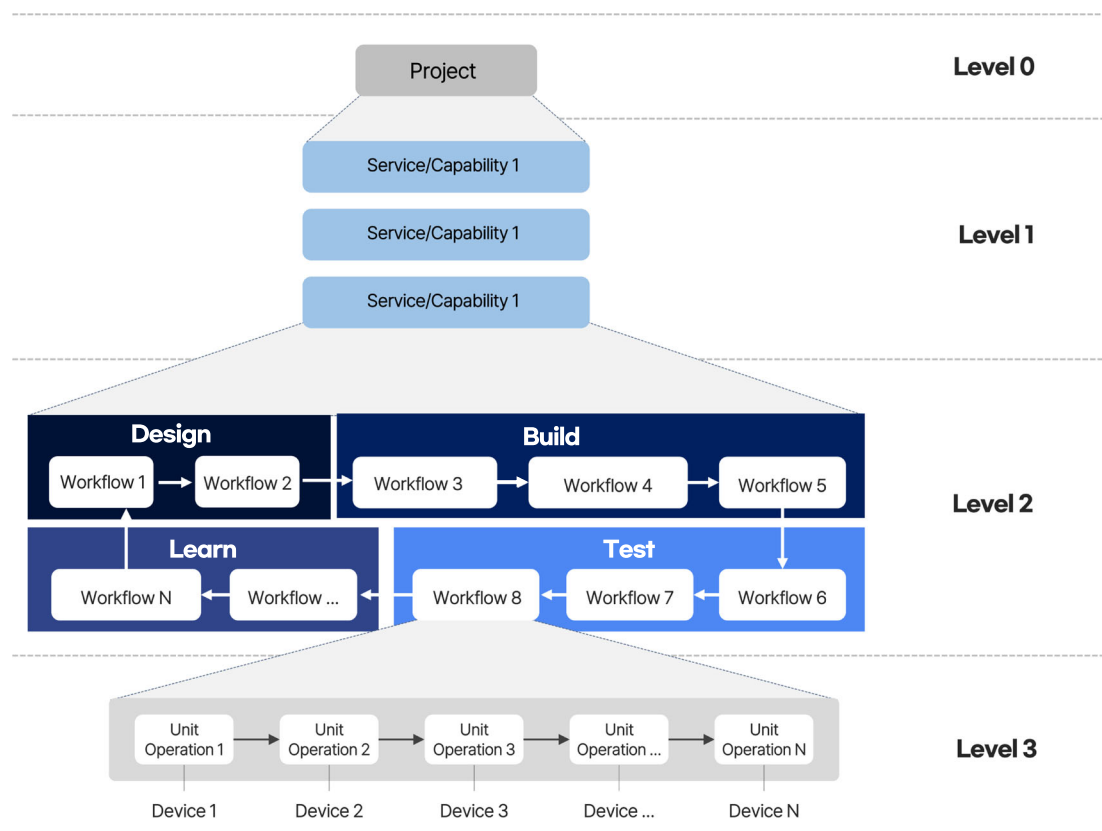 Project
Level 0
Service/Capability 1
Service/Capability 1
Level 1
Service/Capability 1
Design
Build
Workflow 1
Workflow 2
Workflow 3
Workflow 4
Workflow 5
Level 2
Learn
Test
Workflow N
Workflow ...
Workflow 8
Workflow 7
Workflow 6
Unit
Operation 1
Unit
Operation 2
Unit
Operation 3
Unit
Operation ...
Unit
Operation N
Level 3
Device 1
Device 2
Device 3
Device ...
Device N